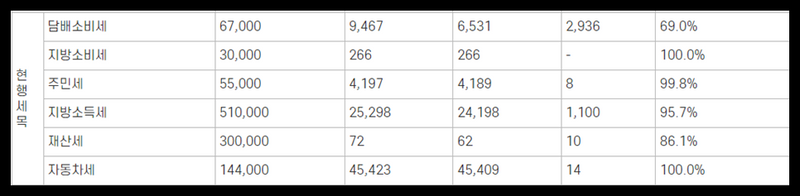 현행세목
담배소비세 67,000 9,467 6,531 2,936 69.0%
지방소비세 30,000 266 266 - 100.0%
주민세 55,000 4,197 4,189 8 99.8%
지방소득세 510,000 25,298 24,198 1,100 95.7%
재산세 300,000 72 62 10 86.1%
자동차세 144,000 45,423 45,409 14 100.0%